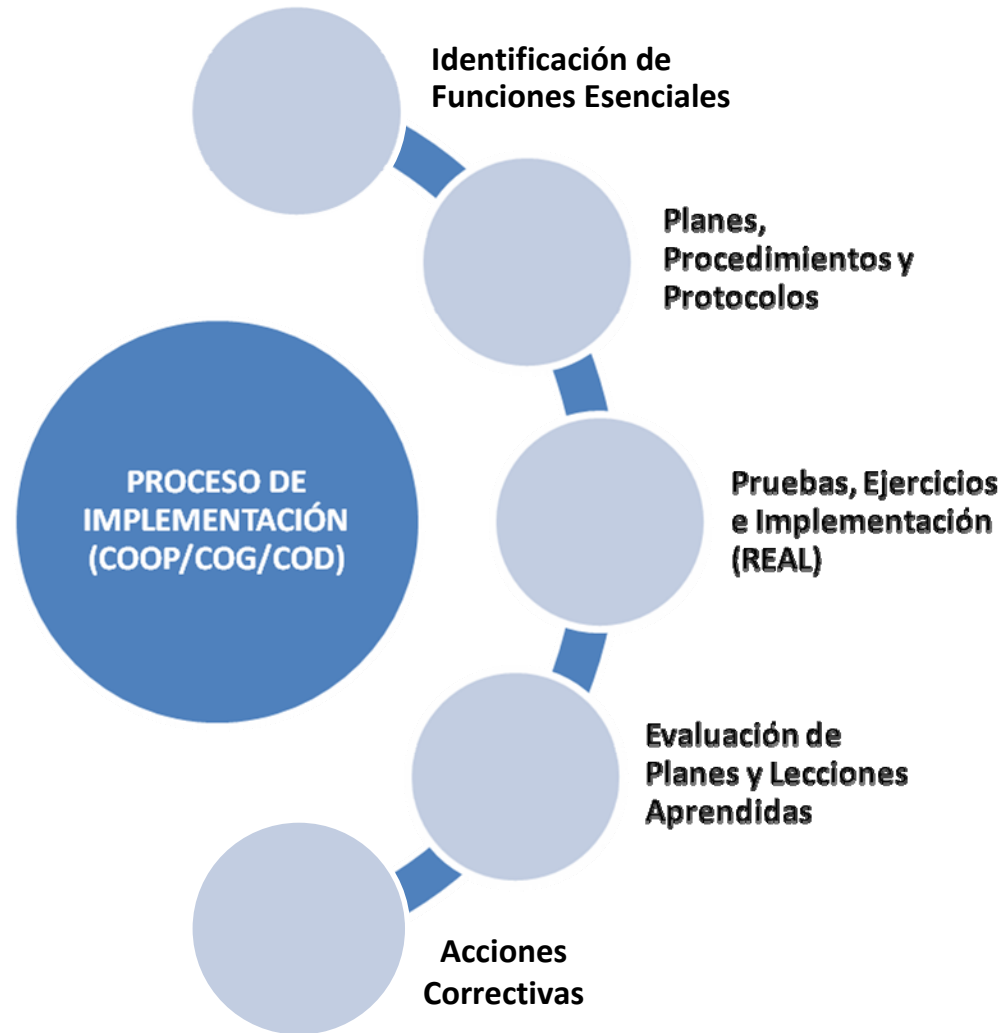 Identificación de
Funciones Esenciales
Planes,
Procedimientos y
Protocolos
PROCESO DE
IMPLEMENTACIÓN
(COOP/COG/COD)
Pruebas, Ejercicios
e Implementación
(REAL)
Evaluación de
Planes y Lecciones
Aprendidas
Acciones
Correctivas